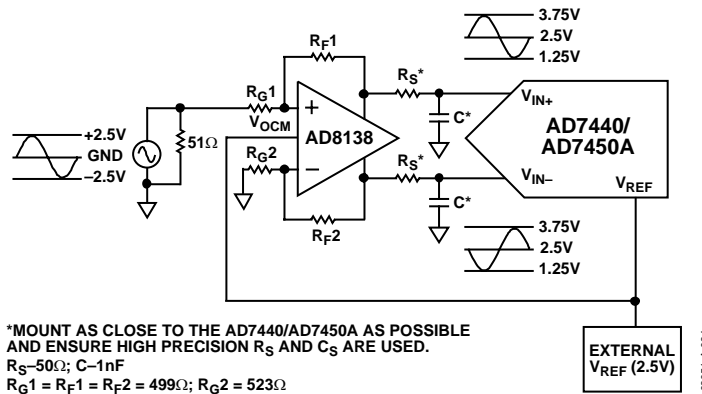 3.75V
2.5V
1.25V
RF1
RS*
RG1
VOCM
+
AD8138
–
C*
VIN+
AD7440/
AD7450A
VREF
VIN–
+2.5V
GND
–2.5V
51Ω
RG2
RS*
C*
RF2
3.75V
2.5V
1.25V
*MOUNT AS CLOSE TO THE AD7440/AD7450A AS POSSIBLE
AND ENSURE HIGH PRECISION RS AND CS ARE USED.
RS–50Ω; C–1nF
RG1 = RF1 = RF2 = 499Ω; RG2 = 523Ω
EXTERNAL
VREF (2.5V)